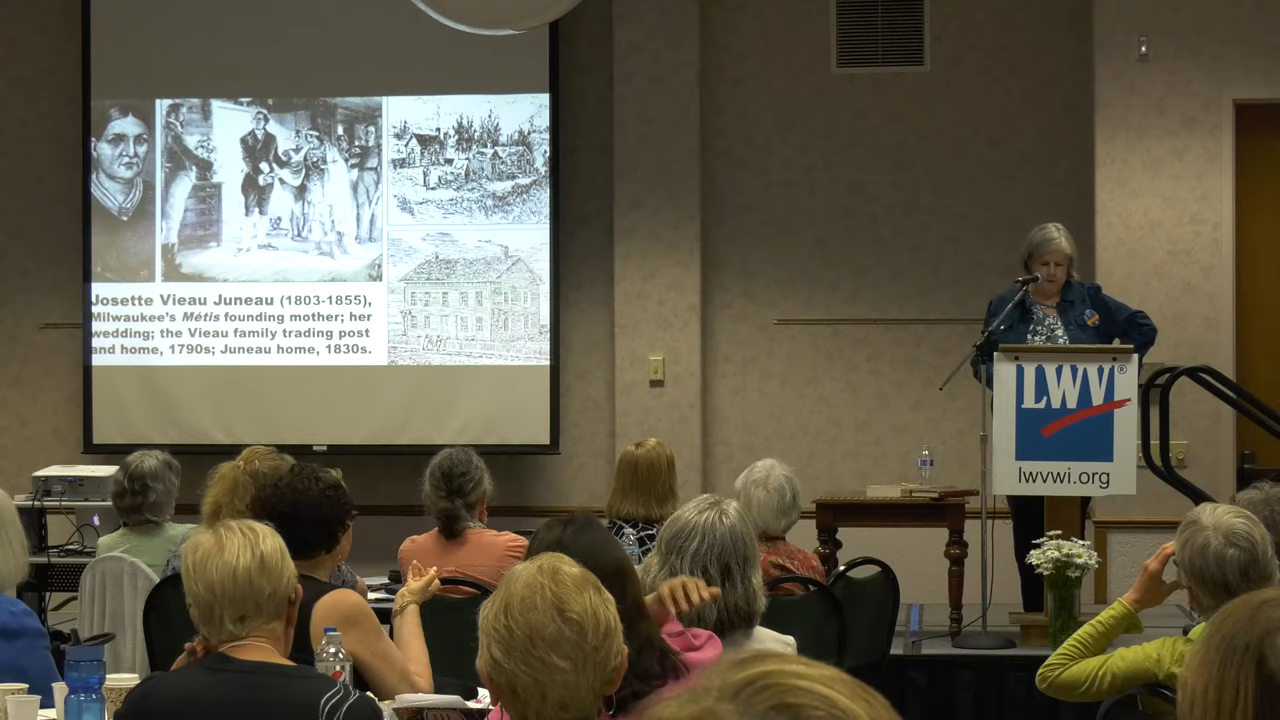 Josette Vieau Juneau (1803-1855),
Milwaukee's Métis founding mother; her
wedding; the Vieau family trading post
and home, 1790s; Juneau home, 1830s.
LWV®
lwvwi.org